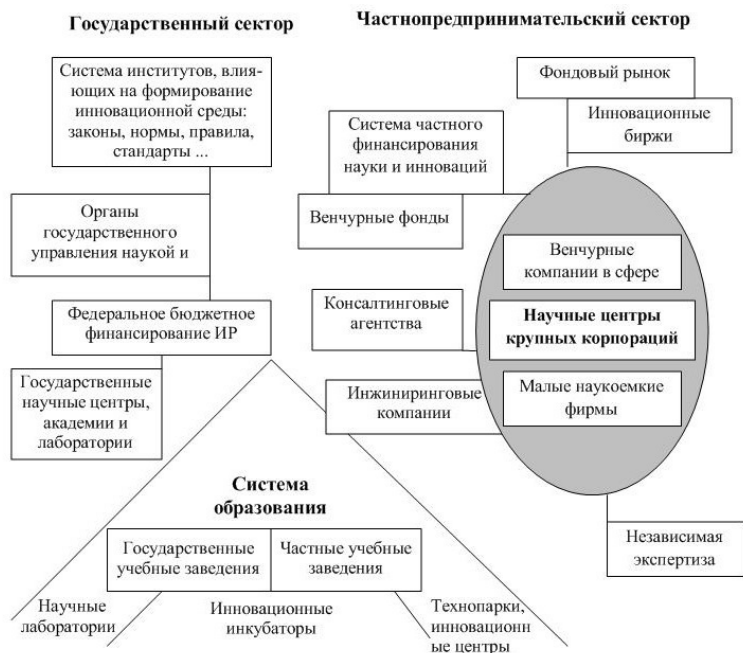 Государственный сектор
Частнопредпринимательский сектор
Система институтов, влия-
ющих на формирование
инновационной среды:
законы, нормы, правила,
стандарты ...
Органы
государственного
управления наукой и
Федеральное бюджетное
финансирование ИР
Государственные
научные центры,
академии и
лаборатории
Фондовый рынок
Инновационные
биржи
Система частного
финансирования
науки и инноваций
Венчурные фонды
Консалтинговые
агентства
Инжиниринговые
компании
Венчурные
компании в сфере
Научные центры
крупных корпораций
Малые наукоемкие
фирмы
Независимая
экспертиза
Система
образования
Государственные
учебные заведения
Частные учебные
заведения
Научные
лаборатории
Инновационные
инкубаторы
Технопарки,
инновационн
ые центры